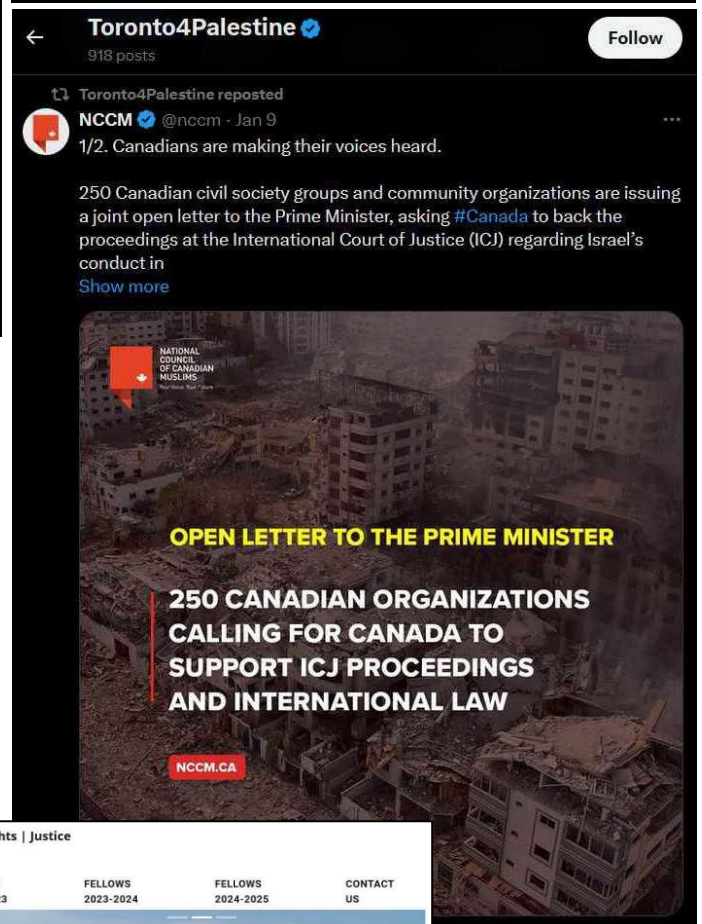 Toronto4Palestine
918 posts
Follow
Toronto4Palestine reposted
NCCM @nccm · Jan 9
1/2. Canadians are making their voices heard.
250 Canadian civil society groups and community organizations are issuing
a joint open letter to the Prime Minister, asking #Canada to back the
proceedings at the International Court of Justice (ICJ) regarding Israel's
conduct in
Show more
NATIONAL
COUNCIL
OF CANADIAN
MUSLIMS
Your Voice. Your Future.
OPEN LETTER TO THE PRIME MINISTER
250 CANADIAN ORGANIZATIONS
CALLING FOR CANADA TO
SUPPORT ICJ PROCEEDINGS
AND INTERNATIONAL LAW
NCCM.CA
| Justice
FELLOWS
2023-2024
FELLOWS
2024-2025
CONTACT
US